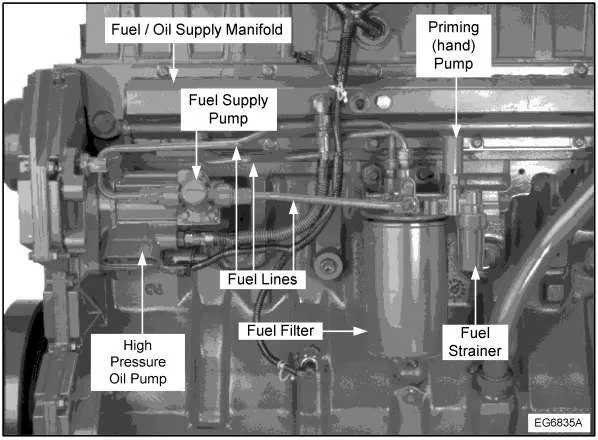 Fuel / Oil Supply Manifold
Priming
(hand)
Pump
Fuel Supply
Pump
Fuel Lines
Fuel Filter
Fuel
Strainer
High
Pressure
Oil Pump
EG6835A